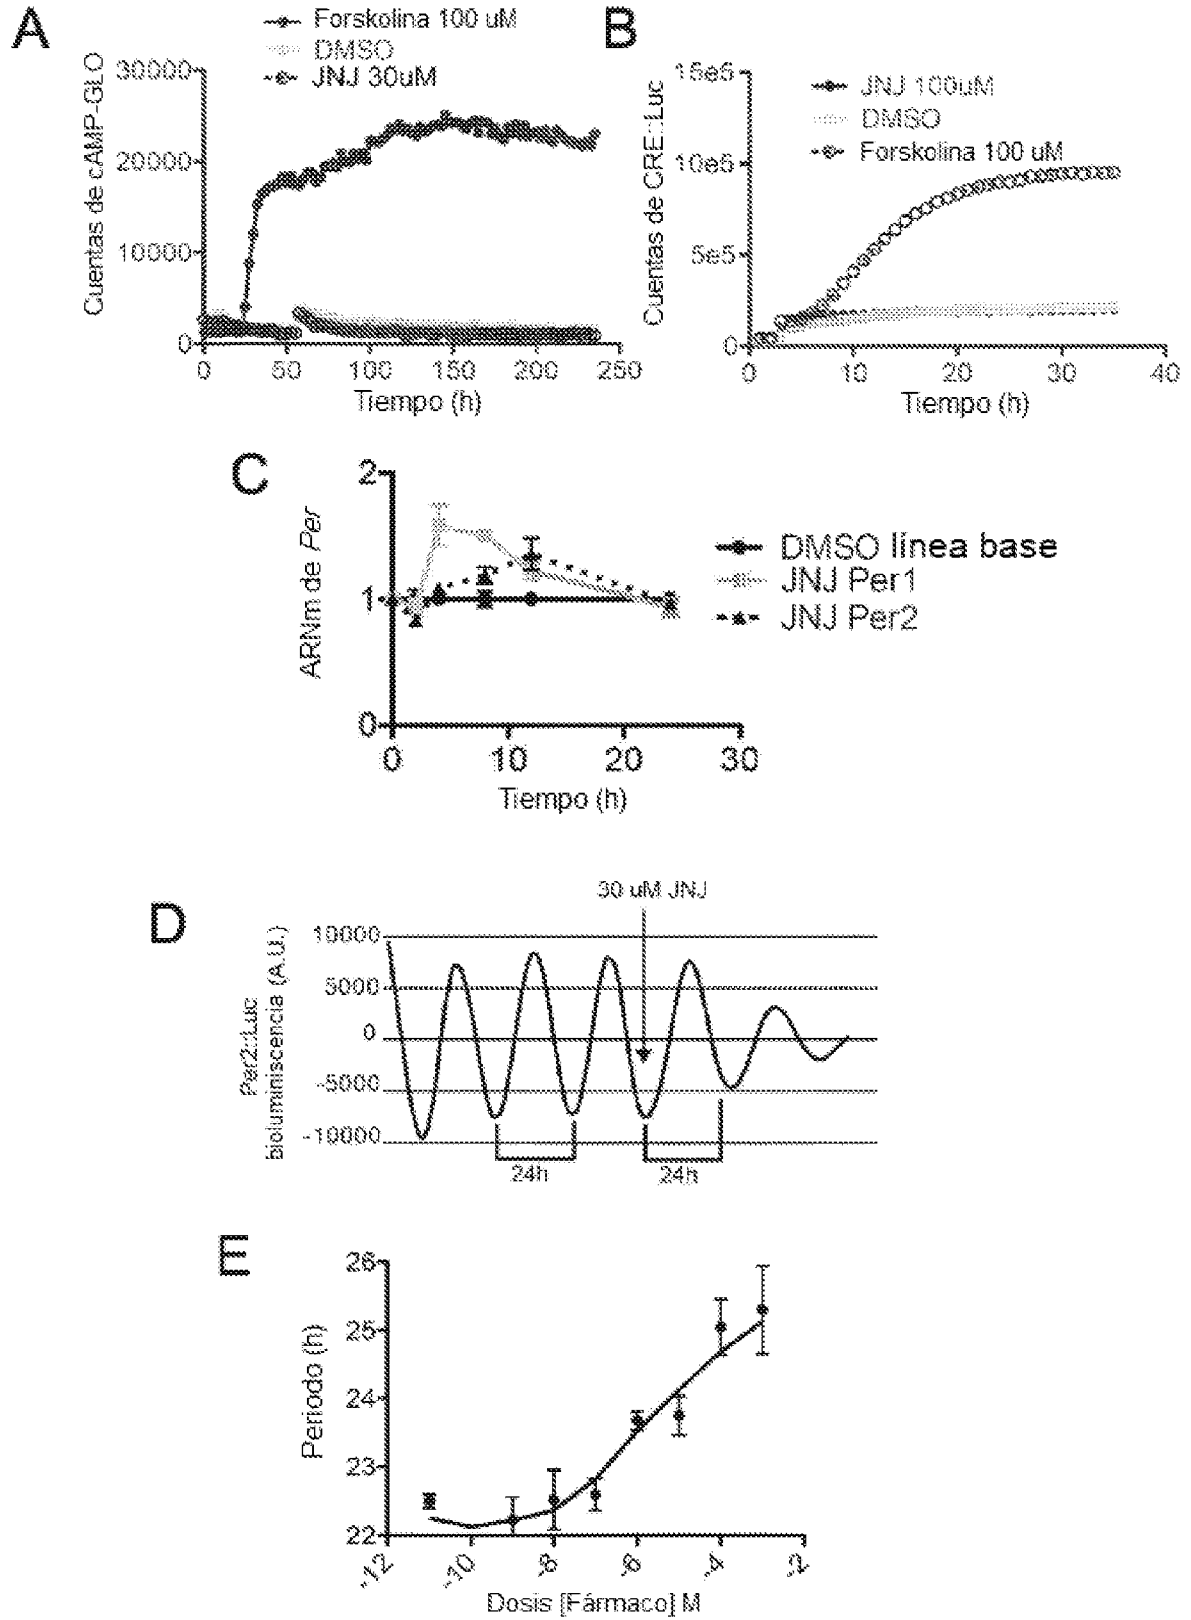 A
Forskolina 100 uM
DMSO
JNJ 30uM
Cuentas de cAMP-GLO
30000
20000
10000
0
0 50 100 150 200 250
Tiempo (h)
B
JNJ 100uM
DMSO
Forskolina 100 uM
Cuentas de CRE::Luc
15e5
10e5
5e5
0
0 10 20 30 40
Tiempo (h)
C
ARNm de Per
2
1
0
0 10 20 30
Tiempo (h)
DMSO línea base
JNJ Per1
JNJ Per2
D
30 uM JNJ
Per2::Luc
bioluminiscencia (A.U.)
10000
5000
0
-5000
-10000
24h
24h
E
Periodo (h)
26
25
24
23
22
-12 -10 -8 -6 -4 -2
Dosis [Fármaco] M